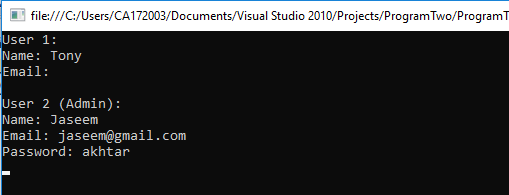 file:///C:/Users/CA172003/Documents/Visual Studio 2010/Projects/ProgramTwo/ProgramT
User 1:
Name: Tony
Email:
User 2 (Admin):
Name: Jaseem
Email: jaseem@gmail.com
Password: akhtar